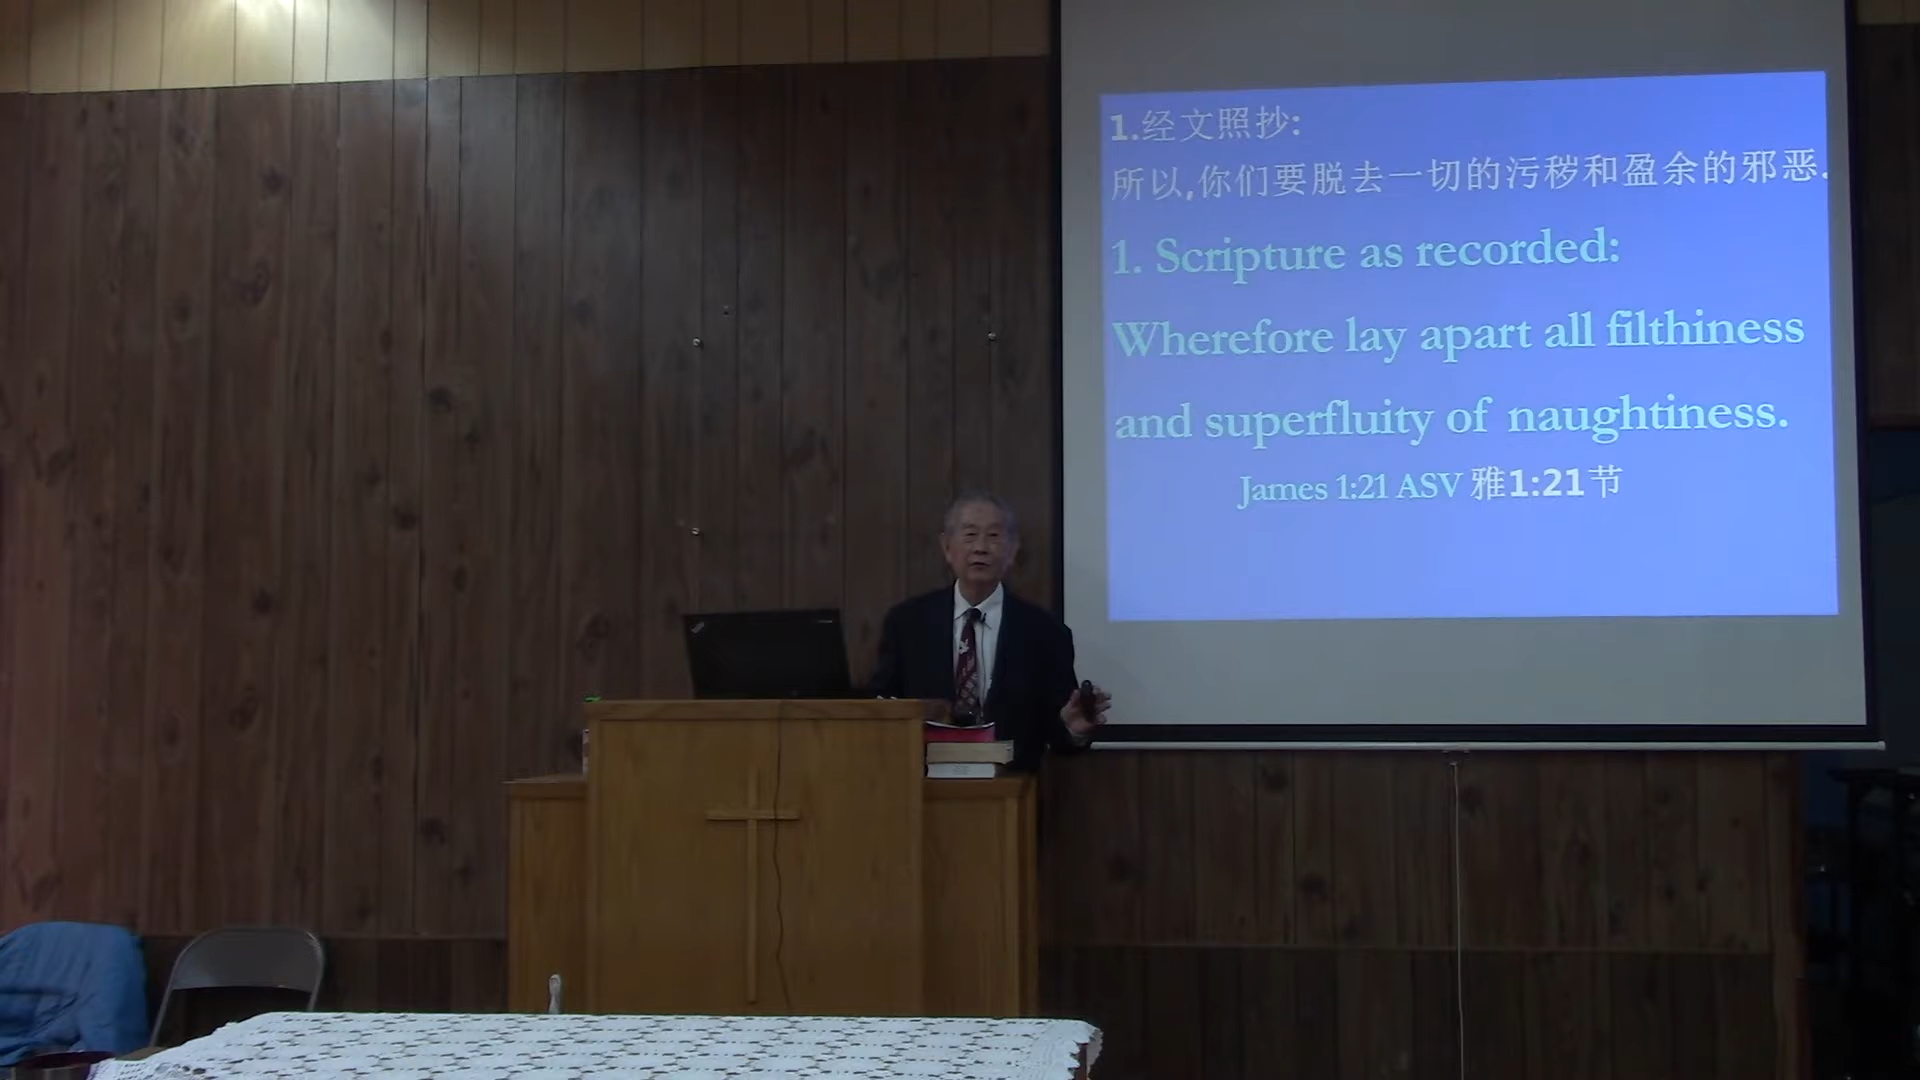 1.经文照抄:
所以,你们要脱去一切的污秽和盈余的邪恶.
1. Scripture as recorded:
Wherefore lay apart all filthiness
and superfluity of naughtiness.
James 1:21 ASV 雅1:21节